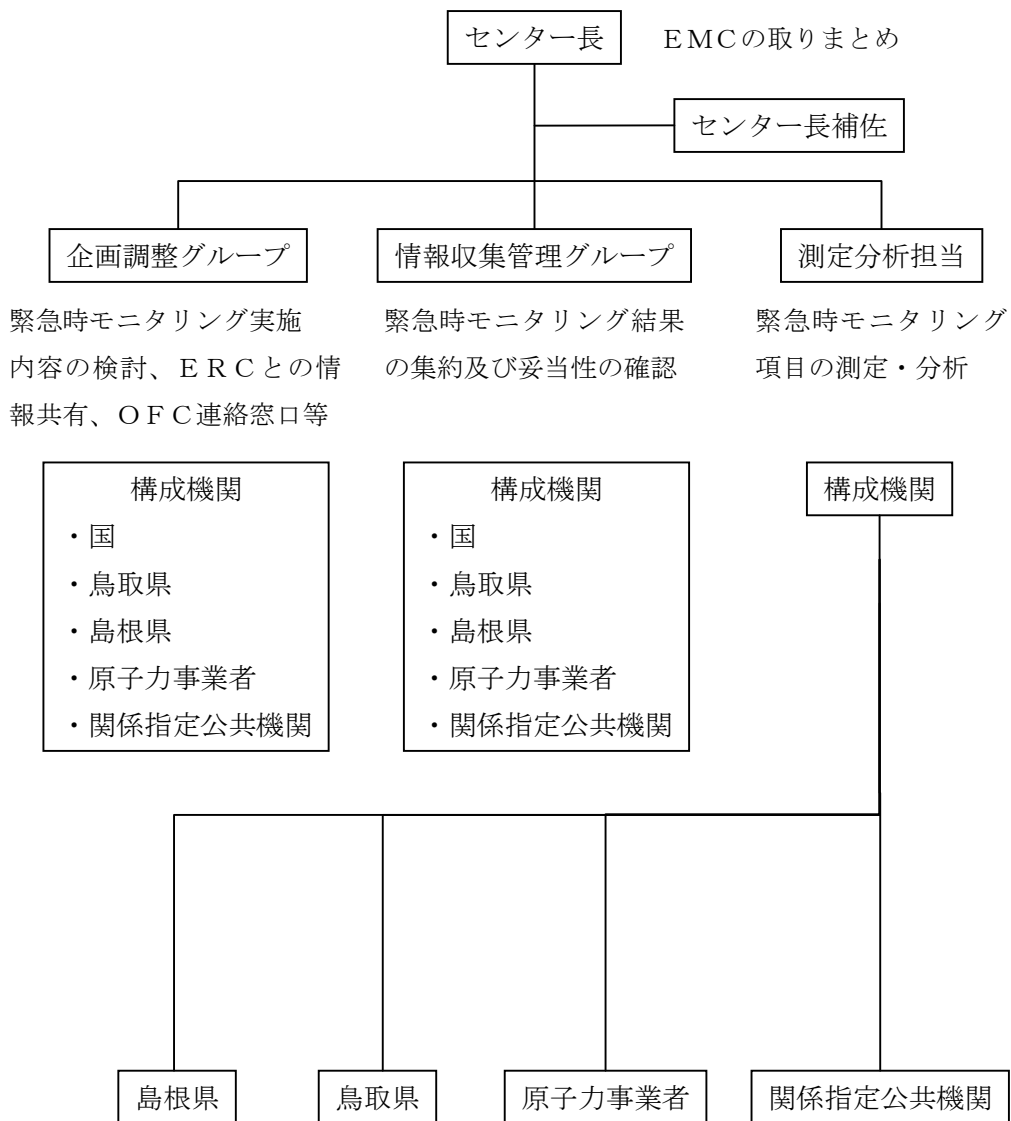 センター長
EMCの取りまとめ
センター長補佐
企画調整グループ
情報収集管理グループ
測定分析担当
緊急時モニタリング実施
内容の検討、ERCとの情
報共有、OFC連絡窓口等
緊急時モニタリング結果
の集約及び妥当性の確認
緊急時モニタリング
項目の測定・分析
構成機関
・国
・鳥取県
・島根県
・原子力事業者
・関係指定公共機関
構成機関
・国
・鳥取県
・島根県
・原子力事業者
・関係指定公共機関
構成機関
島根県
鳥取県
原子力事業者
関係指定公共機関